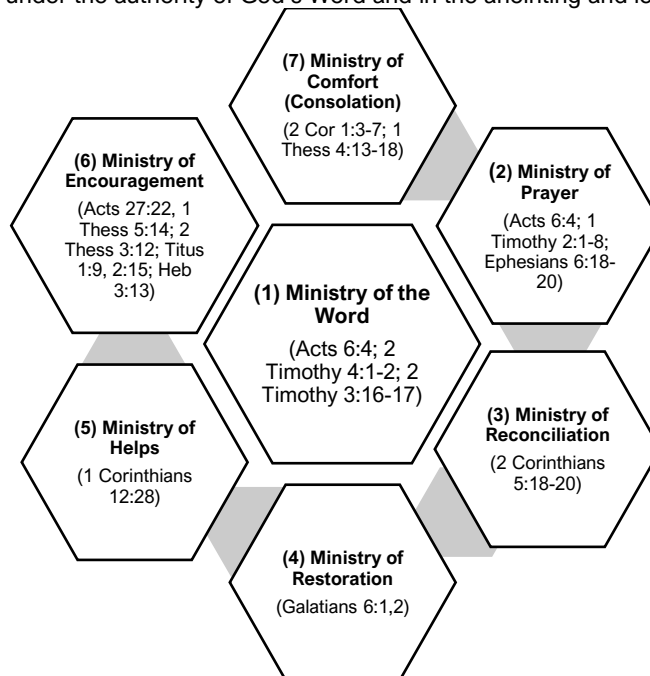 under the authority of God's Word and in the anointing and
(7) Ministry of
Comfort
(Consolation)
(2 Cor 1:3-7; 1
Thess 4:13-18)
(6) Ministry of
Encouragement
(Acts 27:22, 1
Thess 5:14; 2
Thess 3:12; Titus
1:9, 2:15; Heb
3:13)
(2) Ministry of
Prayer
(Acts 6:4; 1
Timothy 2:1-8;
Ephesians 6:18-
20)
(1) Ministry of the
Word
(Acts 6:4; 2
Timothy 4:1-2; 2
Timothy 3:16-17)
(5) Ministry of
Helps
(1 Corinthians
12:28)
(3) Ministry of
Reconciliation
(2 Corinthians
5:18-20)
(4) Ministry of
Restoration
(Galatians 6:1,2)